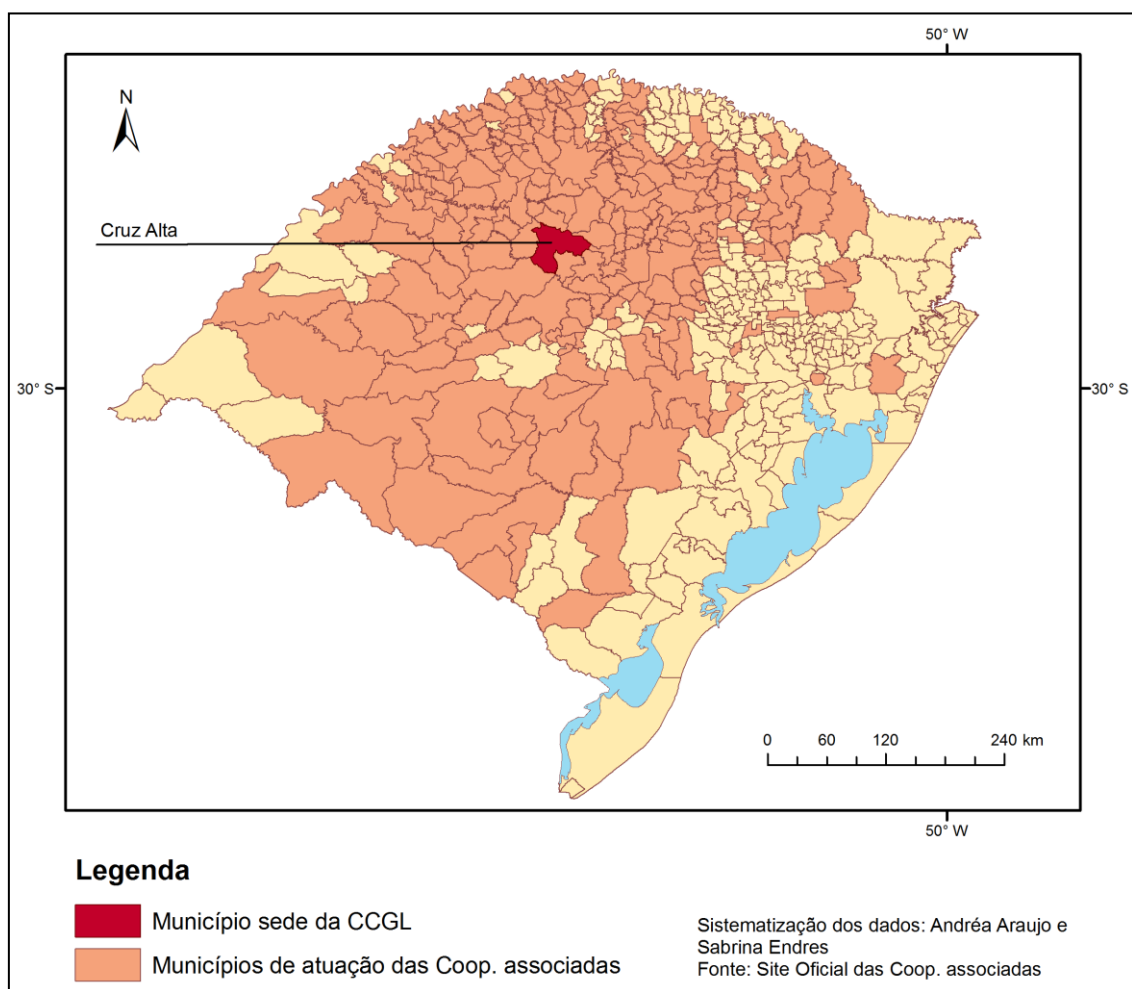 50° W
N
Cruz Alta
30° S
30° S
0 60 120 240 km
50° W
Legenda
Município sede da CCGL
Municípios de atuação das Coop. associadas
Sistematização dos dados: Andréa Araujo e
Sabrina Endres
Fonte: Site Oficial das Coop. associadas